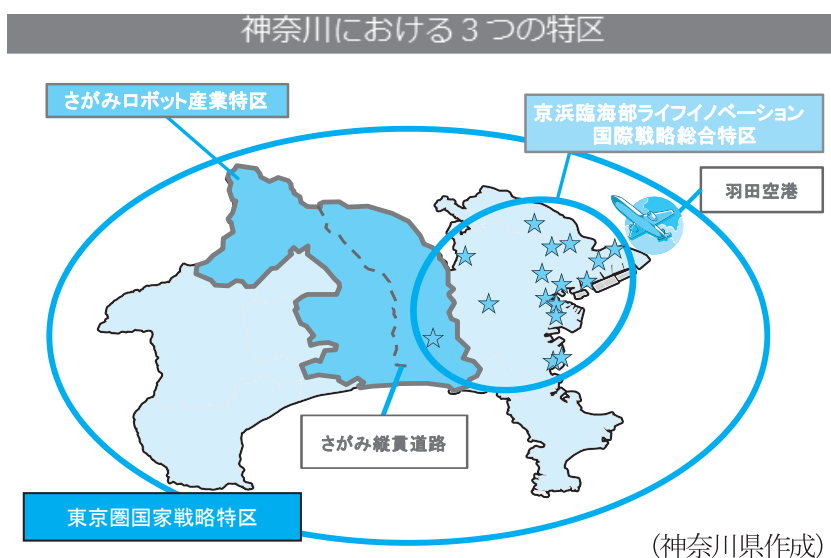 神奈川における３つの特区
さがみロボット産業特区
京浜臨海部ライフイノベーション
国際戦略総合特区
羽田空港
さがみ縦貫道路
東京圏国家戦略特区
(神奈川県作成)